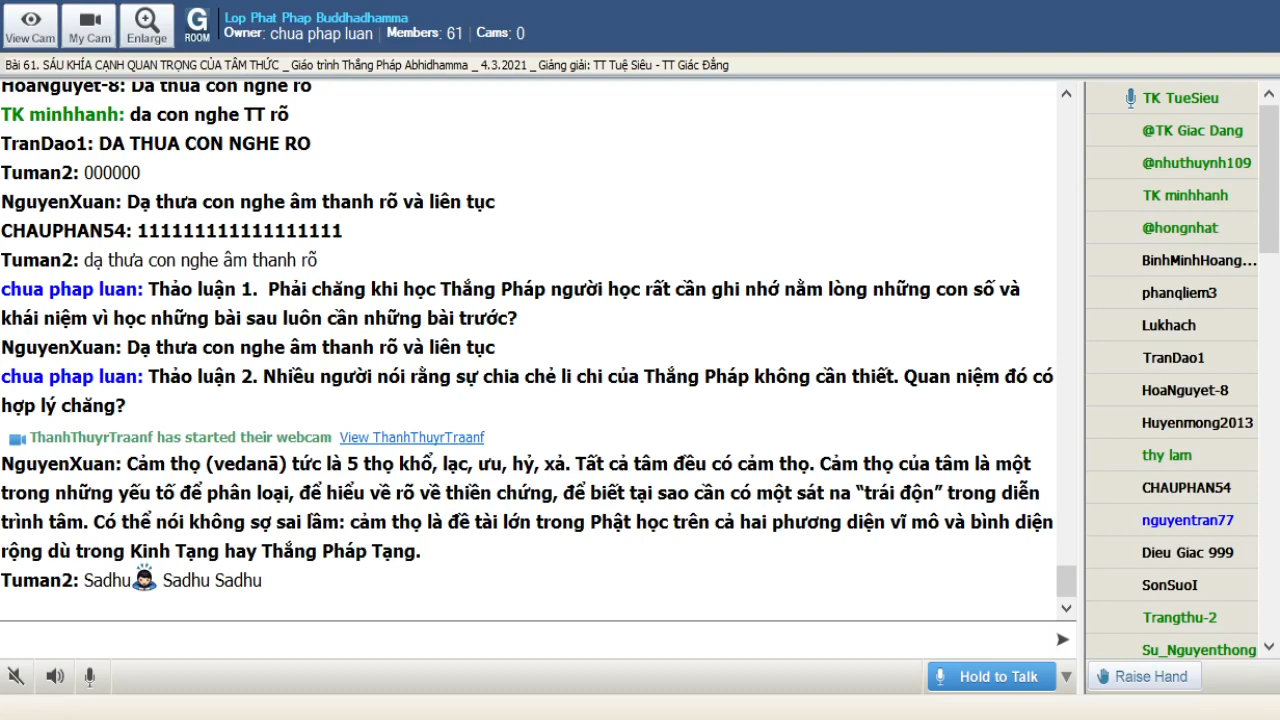 View Cam
My Cam
Enlarge
G
ROOM
Lop Phat Phap Buddhadhamma
Owner: chua phap luan | Members: 61 | Cams: 0
Bài 61. SÁU KHÍA CẠNH QUAN TRỌNG CỦA TÂM THỨC _ Giáo trình Thắng Pháp Abhidhamma _ 4.3.2021 _ Giảng giải: TT Tuệ Siêu - TT Giác Đẳng
HoaNguyet-8: Da thua con nghe ro
TK minhhanh: da con nghe TT rõ
TranDao1: DA THUA CON NGHE RO
Tuman2: 000000
NguyenXuan: Dạ thưa con nghe âm thanh rõ và liên tục
CHAUPHAN54: 111111111111111111
Tuman2: dạ thưa con nghe âm thanh rõ
chua phap luan: Thảo luận 1. Phải chăng khi học Thắng Pháp người học rất cần ghi nhớ nằm lòng những con số và
khái niệm vì học những bài sau luôn cần những bài trước?
NguyenXuan: Dạ thưa con nghe âm thanh rõ và liên tục
chua phap luan: Thảo luận 2. Nhiều người nói rằng sự chia chẻ li chi của Thắng Pháp không cần thiết. Quan niệm đó có
hợp lý chăng?
ThanhThuyrTraanf has started their webcam View ThanhThuyrTraanf
NguyenXuan: Cảm thọ (vedanā) tức là 5 thọ khổ, lạc, ưu, hỷ, xả. Tất cả tâm đều có cảm thọ. Cảm thọ của tâm là một
trong những yếu tố để phân loại, để hiểu về rõ về thiền chứng, để biết tại sao cần có một sát na “trái độn” trong diễn
trình tâm. Có thể nói không sợ sai lầm: cảm thọ là đề tài lớn trong Phật học trên cả hai phương diện vĩ mô và bình diện
rộng dù trong Kinh Tạng hay Thắng Pháp Tạng.
Tuman2: Sadhu Sadhu Sadhu
Hold to Talk
TK TueSieu
@TK Giac Dang
@nhuthuynh109
TK minhhanh
@hongnhat
BinhMinhHoang...
phanqliem3
Lukhach
TranDao1
HoaNguyet-8
Huyenmong2013
thy lam
CHAUPHAN54
nguyentran77
Dieu Giac 999
SonSuoI
Trangthu-2
Su_Nguyenthong
Raise Hand